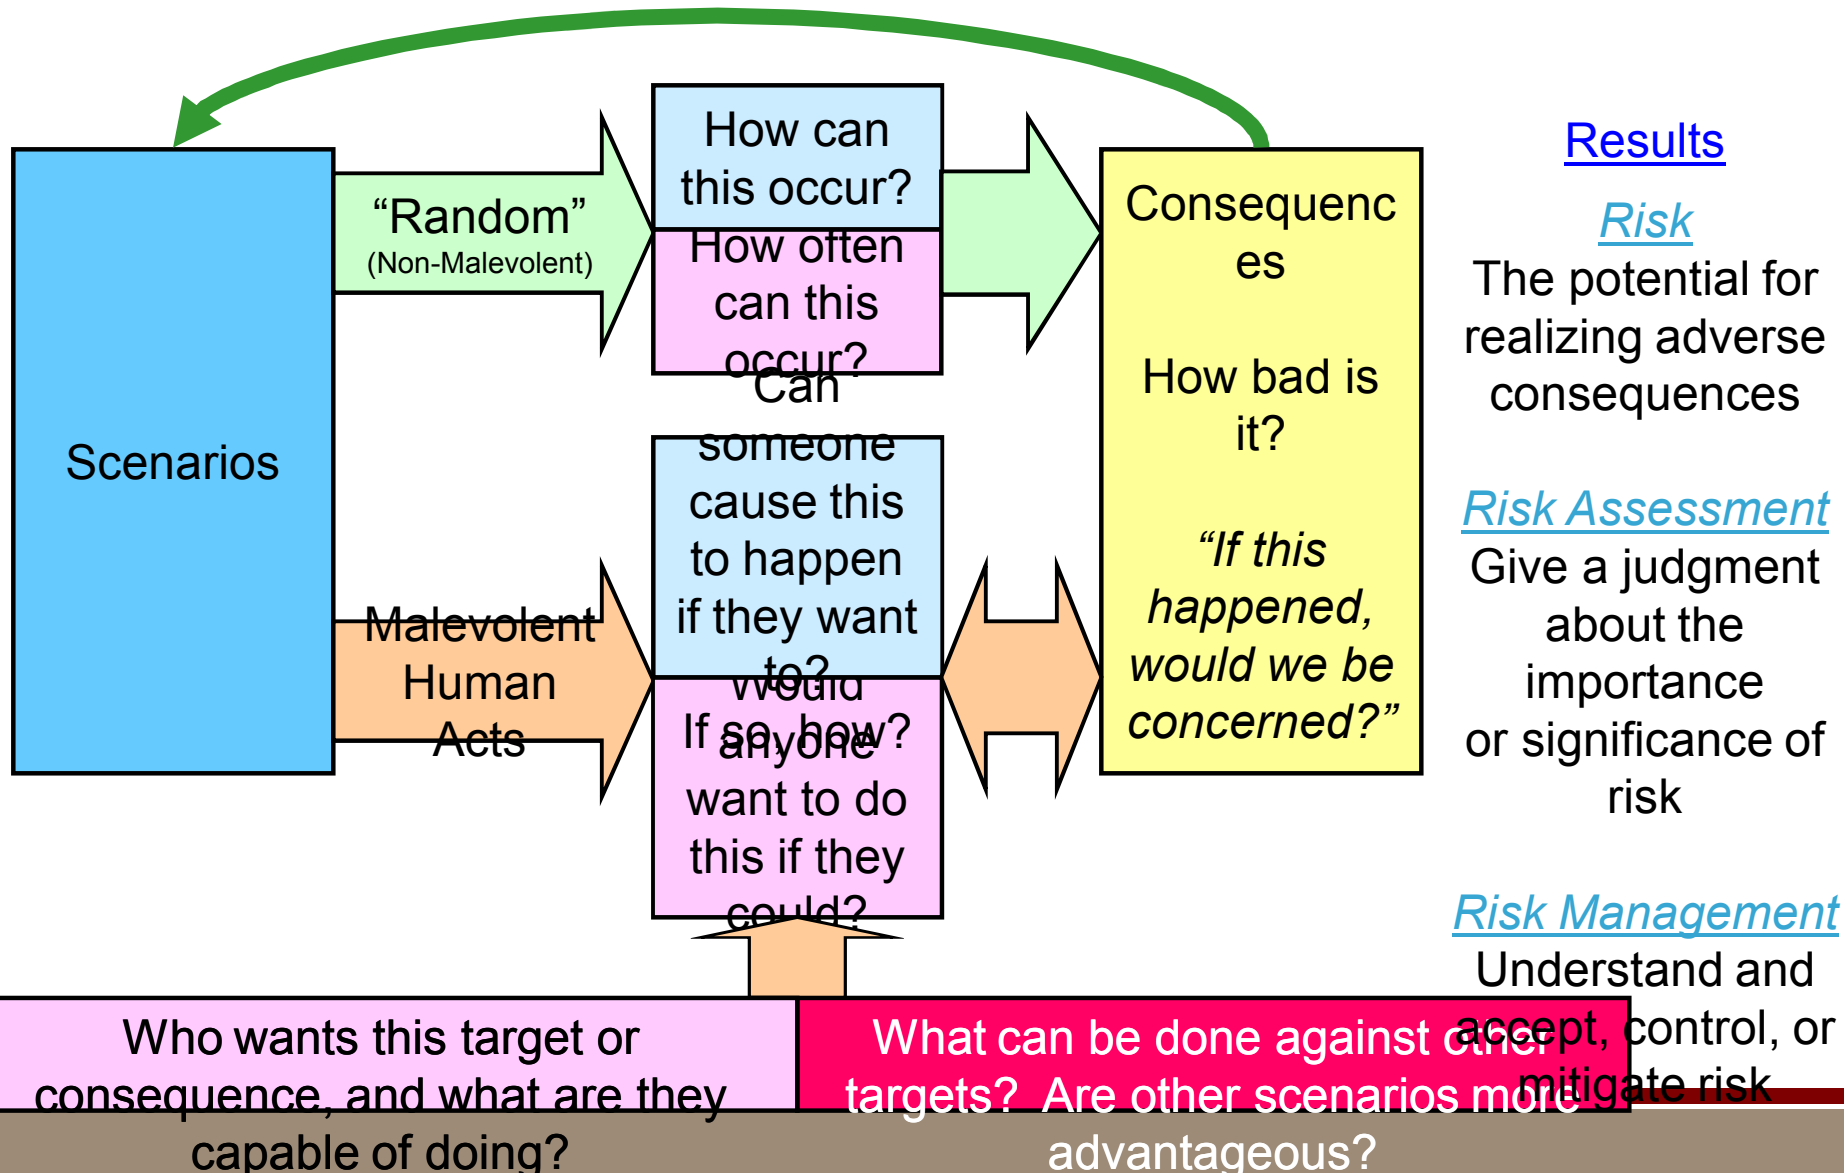 Scenarios
“Random”
(Non-Malevolent)
Malevolent
Human
Acts
How can
this occur?
How often
can this
occur?
Can
someone
cause this
to happen
if they want
to?
If so, how?
Would
anyone
want to do
this if they
could?
Consequenc
es
How bad is
it?
“If this
happened,
would we be
concerned?”
Results
Risk
The potential for
realizing adverse
consequences
Risk Assessment
Give a judgment
about the
importance
or significance of
risk
Risk Management
Understand and
accept, control, or
mitigate risk
Who wants this target or
consequence, and what are they
capable of doing?
What can be done against other
targets?  Are other scenarios more
advantageous?